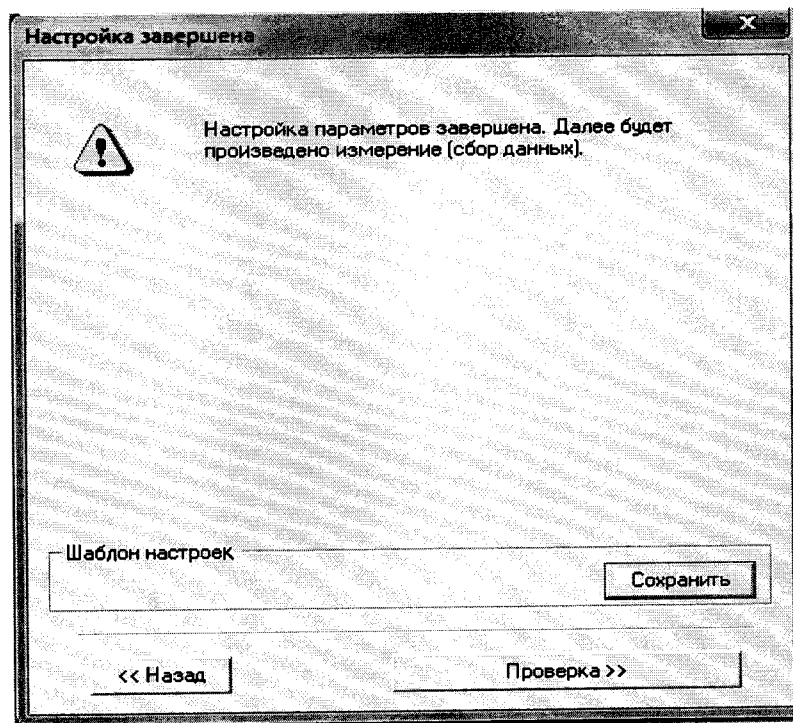 Настройка завершена
Настройка параметров завершена. Далее будет
произведено измерение (сбор данных).
Шаблон настроек
Сохранить
<< Назад
Проверка >>